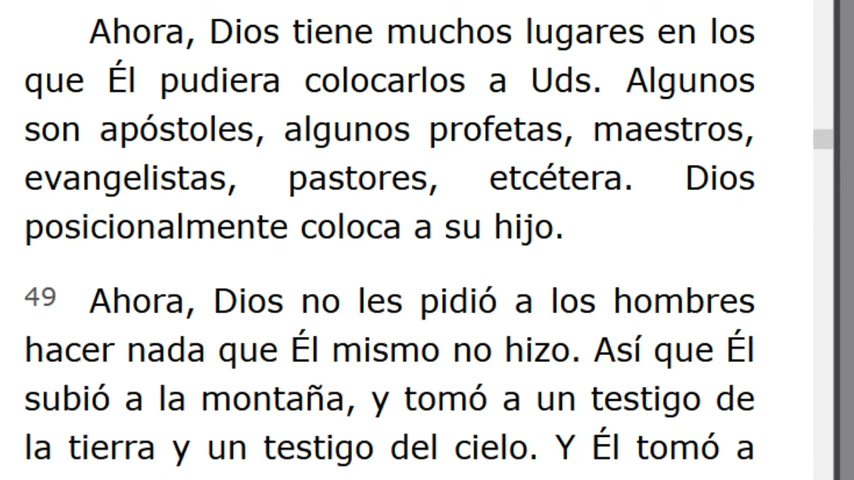 Ahora, Dios tiene muchos lugares en los
que Él pudiera colocarlos a Uds. Algunos
son apóstoles, algunos profetas, maestros,
evangelistas, pastores, etcétera. Dios
posicionalmente coloca a su hijo.
49 Ahora, Dios no les pidió a los hombres
hacer nada que Él mismo no hizo. Así que Él
subió a la montaña, y tomó a un testigo de
la tierra y un testigo del cielo. Y Él tomó a